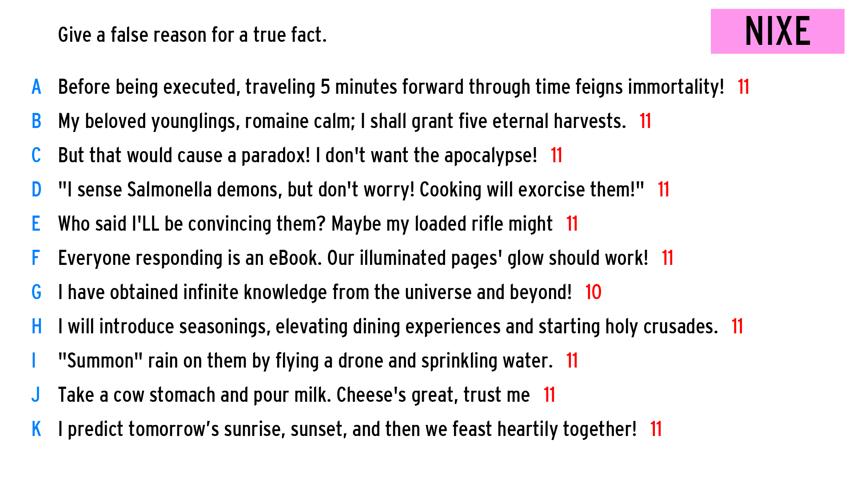 Give a false reason for a true fact.
NIXE
A Before being executed, traveling 5 minutes forward through time feigns immortality! 11
B My beloved younglings, romaine calm; I shall grant five eternal harvests. 11
C But that would cause a paradox! I don't want the apocalypse! 11
D "I sense Salmonella demons, but don't worry! Cooking will exorcise them!" 11
E Who said I'LL be convincing them? Maybe my loaded rifle might 11
F Everyone responding is an eBook. Our illuminated pages' glow should work! 11
G I have obtained infinite knowledge from the universe and beyond! 10
H I will introduce seasonings, elevating dining experiences and starting holy crusades. 11
I "Summon" rain on them by flying a drone and sprinkling water. 11
J Take a cow stomach and pour milk. Cheese's great, trust me 11
K I predict tomorrow’s sunrise, sunset, and then we feast heartily together! 11